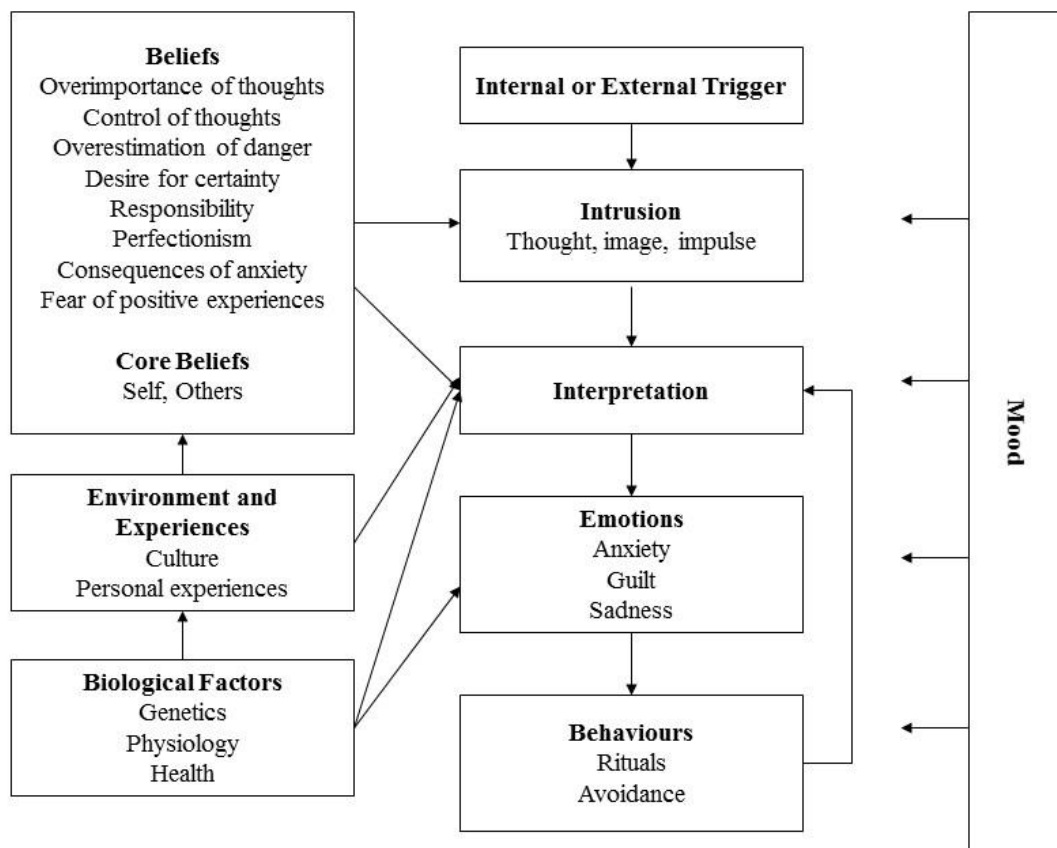 Beliefs
Overimportance of thoughts
Control of thoughts
Overestimation of danger
Desire for certainty
Responsibility
Perfectionism
Consequences of anxiety
Fear of positive experiences
Core Beliefs
Self, Others
Environment and
Experiences
Culture
Personal experiences
Biological Factors
Genetics
Physiology
Health
Internal or External Trigger
Intrusion
Thought, image, impulse
Interpretation
Emotions
Anxiety
Guilt
Sadness
Behaviours
Rituals
Avoidance
Mood